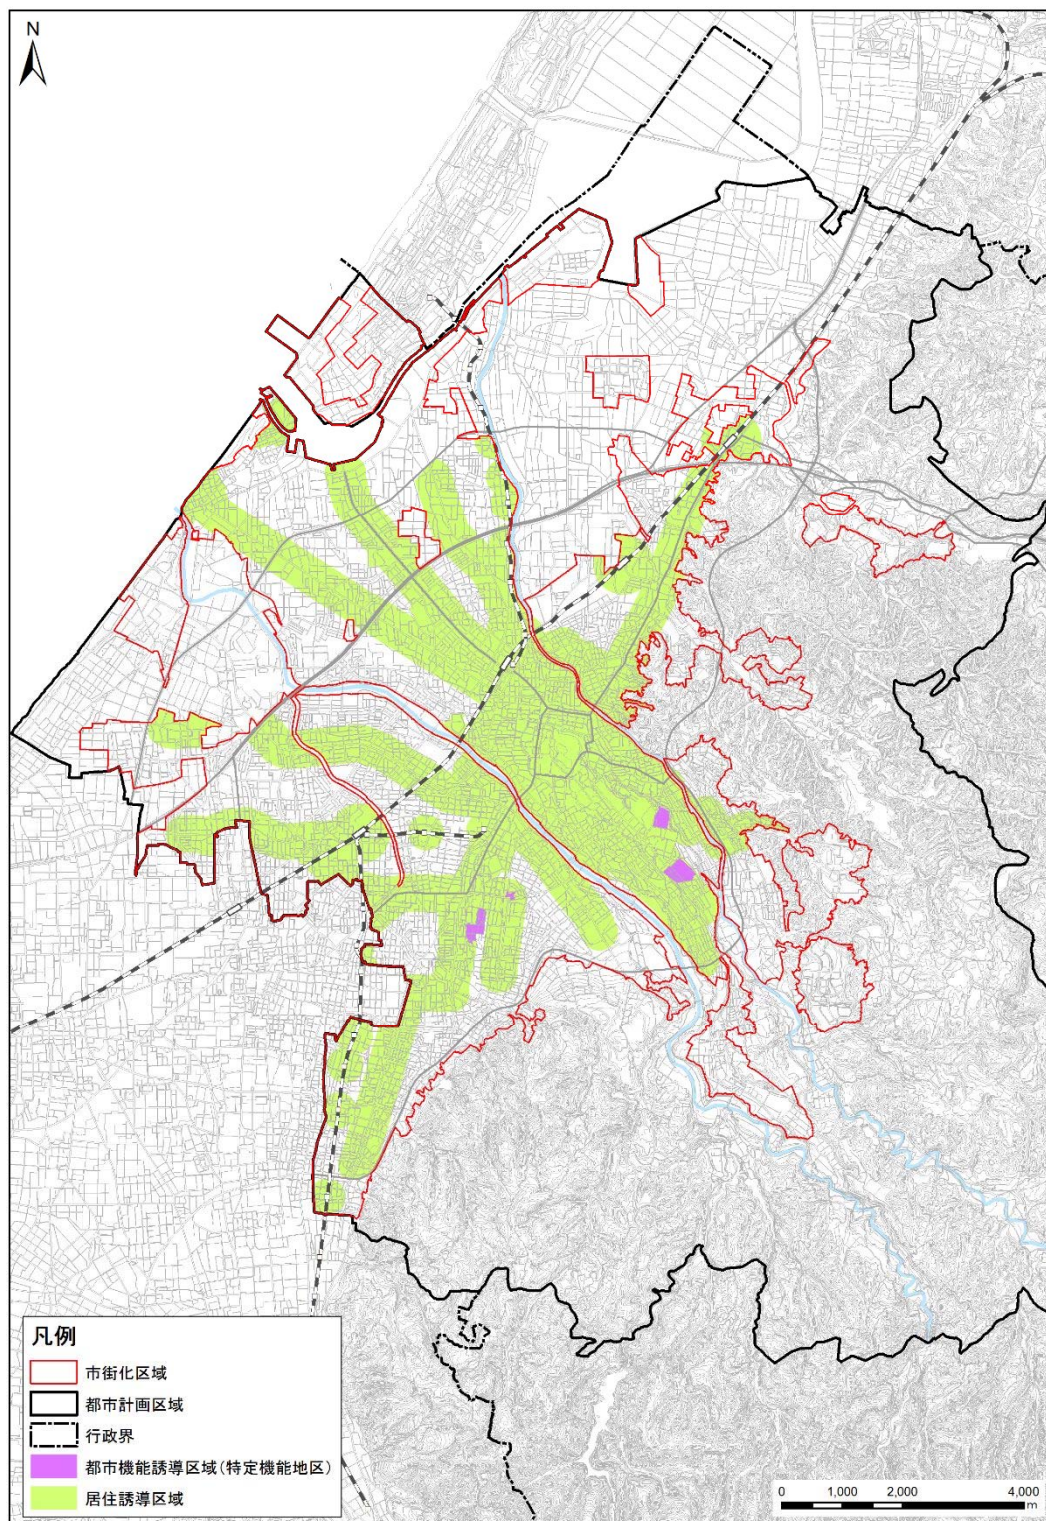 N
凡例
市街化区域
都市計画区域
行政界
都市機能誘導区域(特定機能地区)
居住誘導区域
0 1,000 2,000 4,000
m